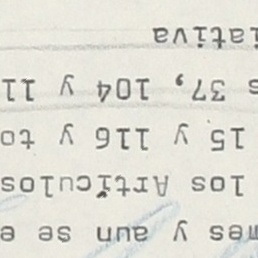 mes y aun se e
los Artículos
15 y 116 y to
s 37, 104 y 11
iativa